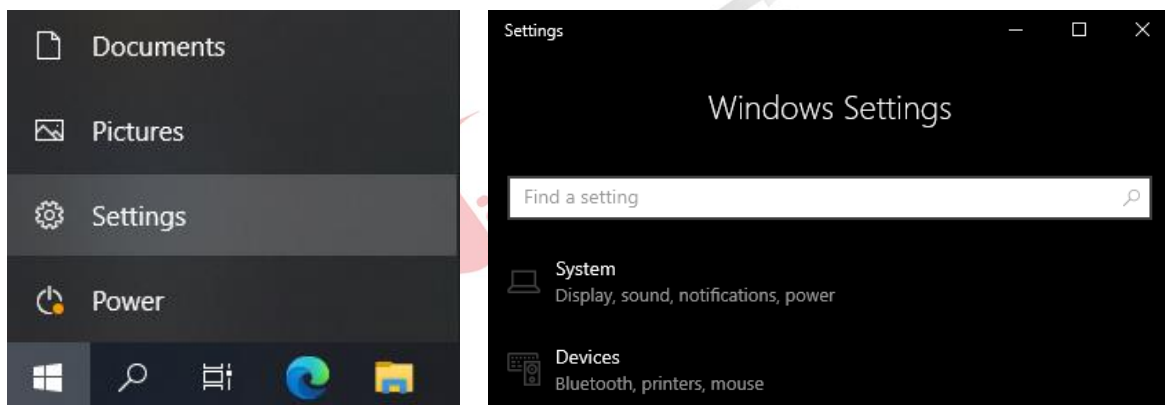 Documents
Pictures
Settings
Power
Settings
Windows Settings
Find a setting
System
Display, sound, notifications, power
Devices
Bluetooth, printers, mouse